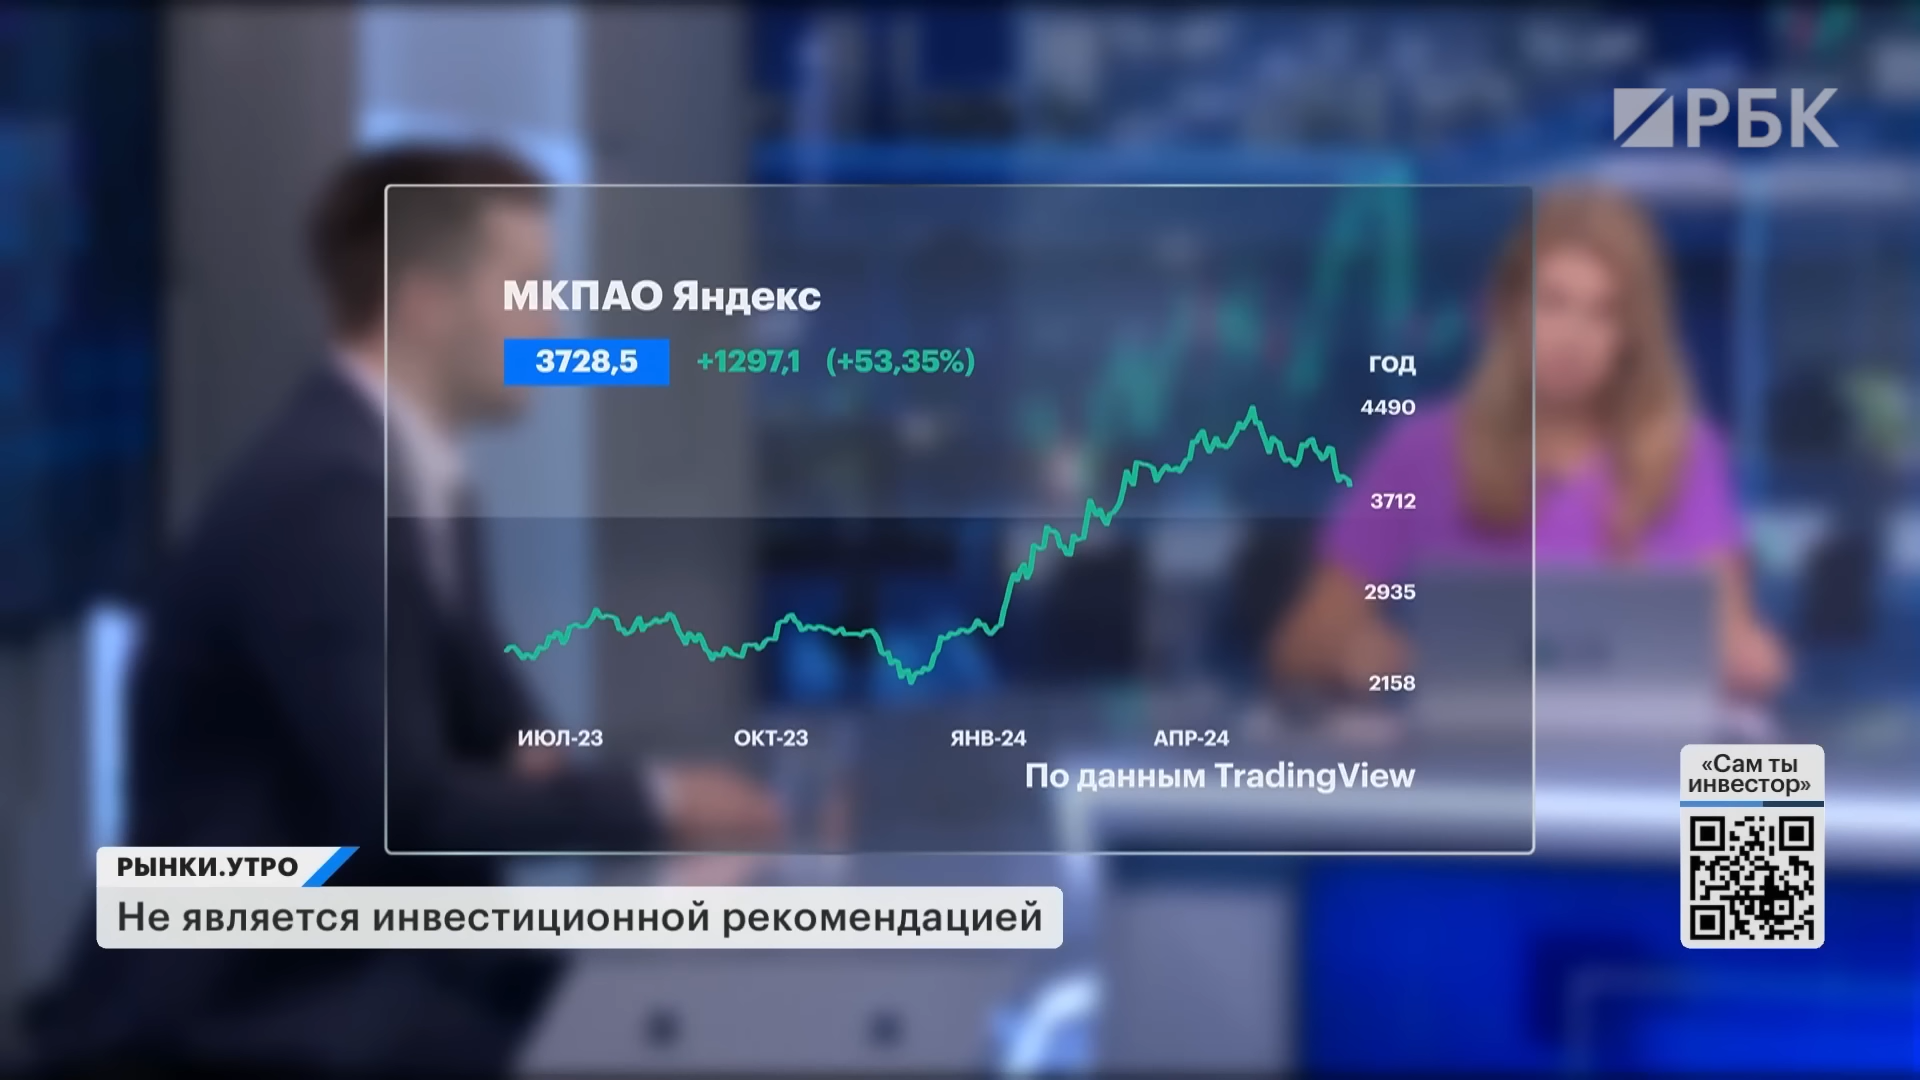 РБК
МКПАО Яндекс
3728,5 +1297,1 (+53,35%)
ГОД
4490
3712
2935
2158
ИЮЛ-23 ОКТ-23 ЯНВ-24 АПР-24
По данным TradingView
«Сам ты
инвестор»
РЫНКИ.УТРО
Не является инвестиционной рекомендацией